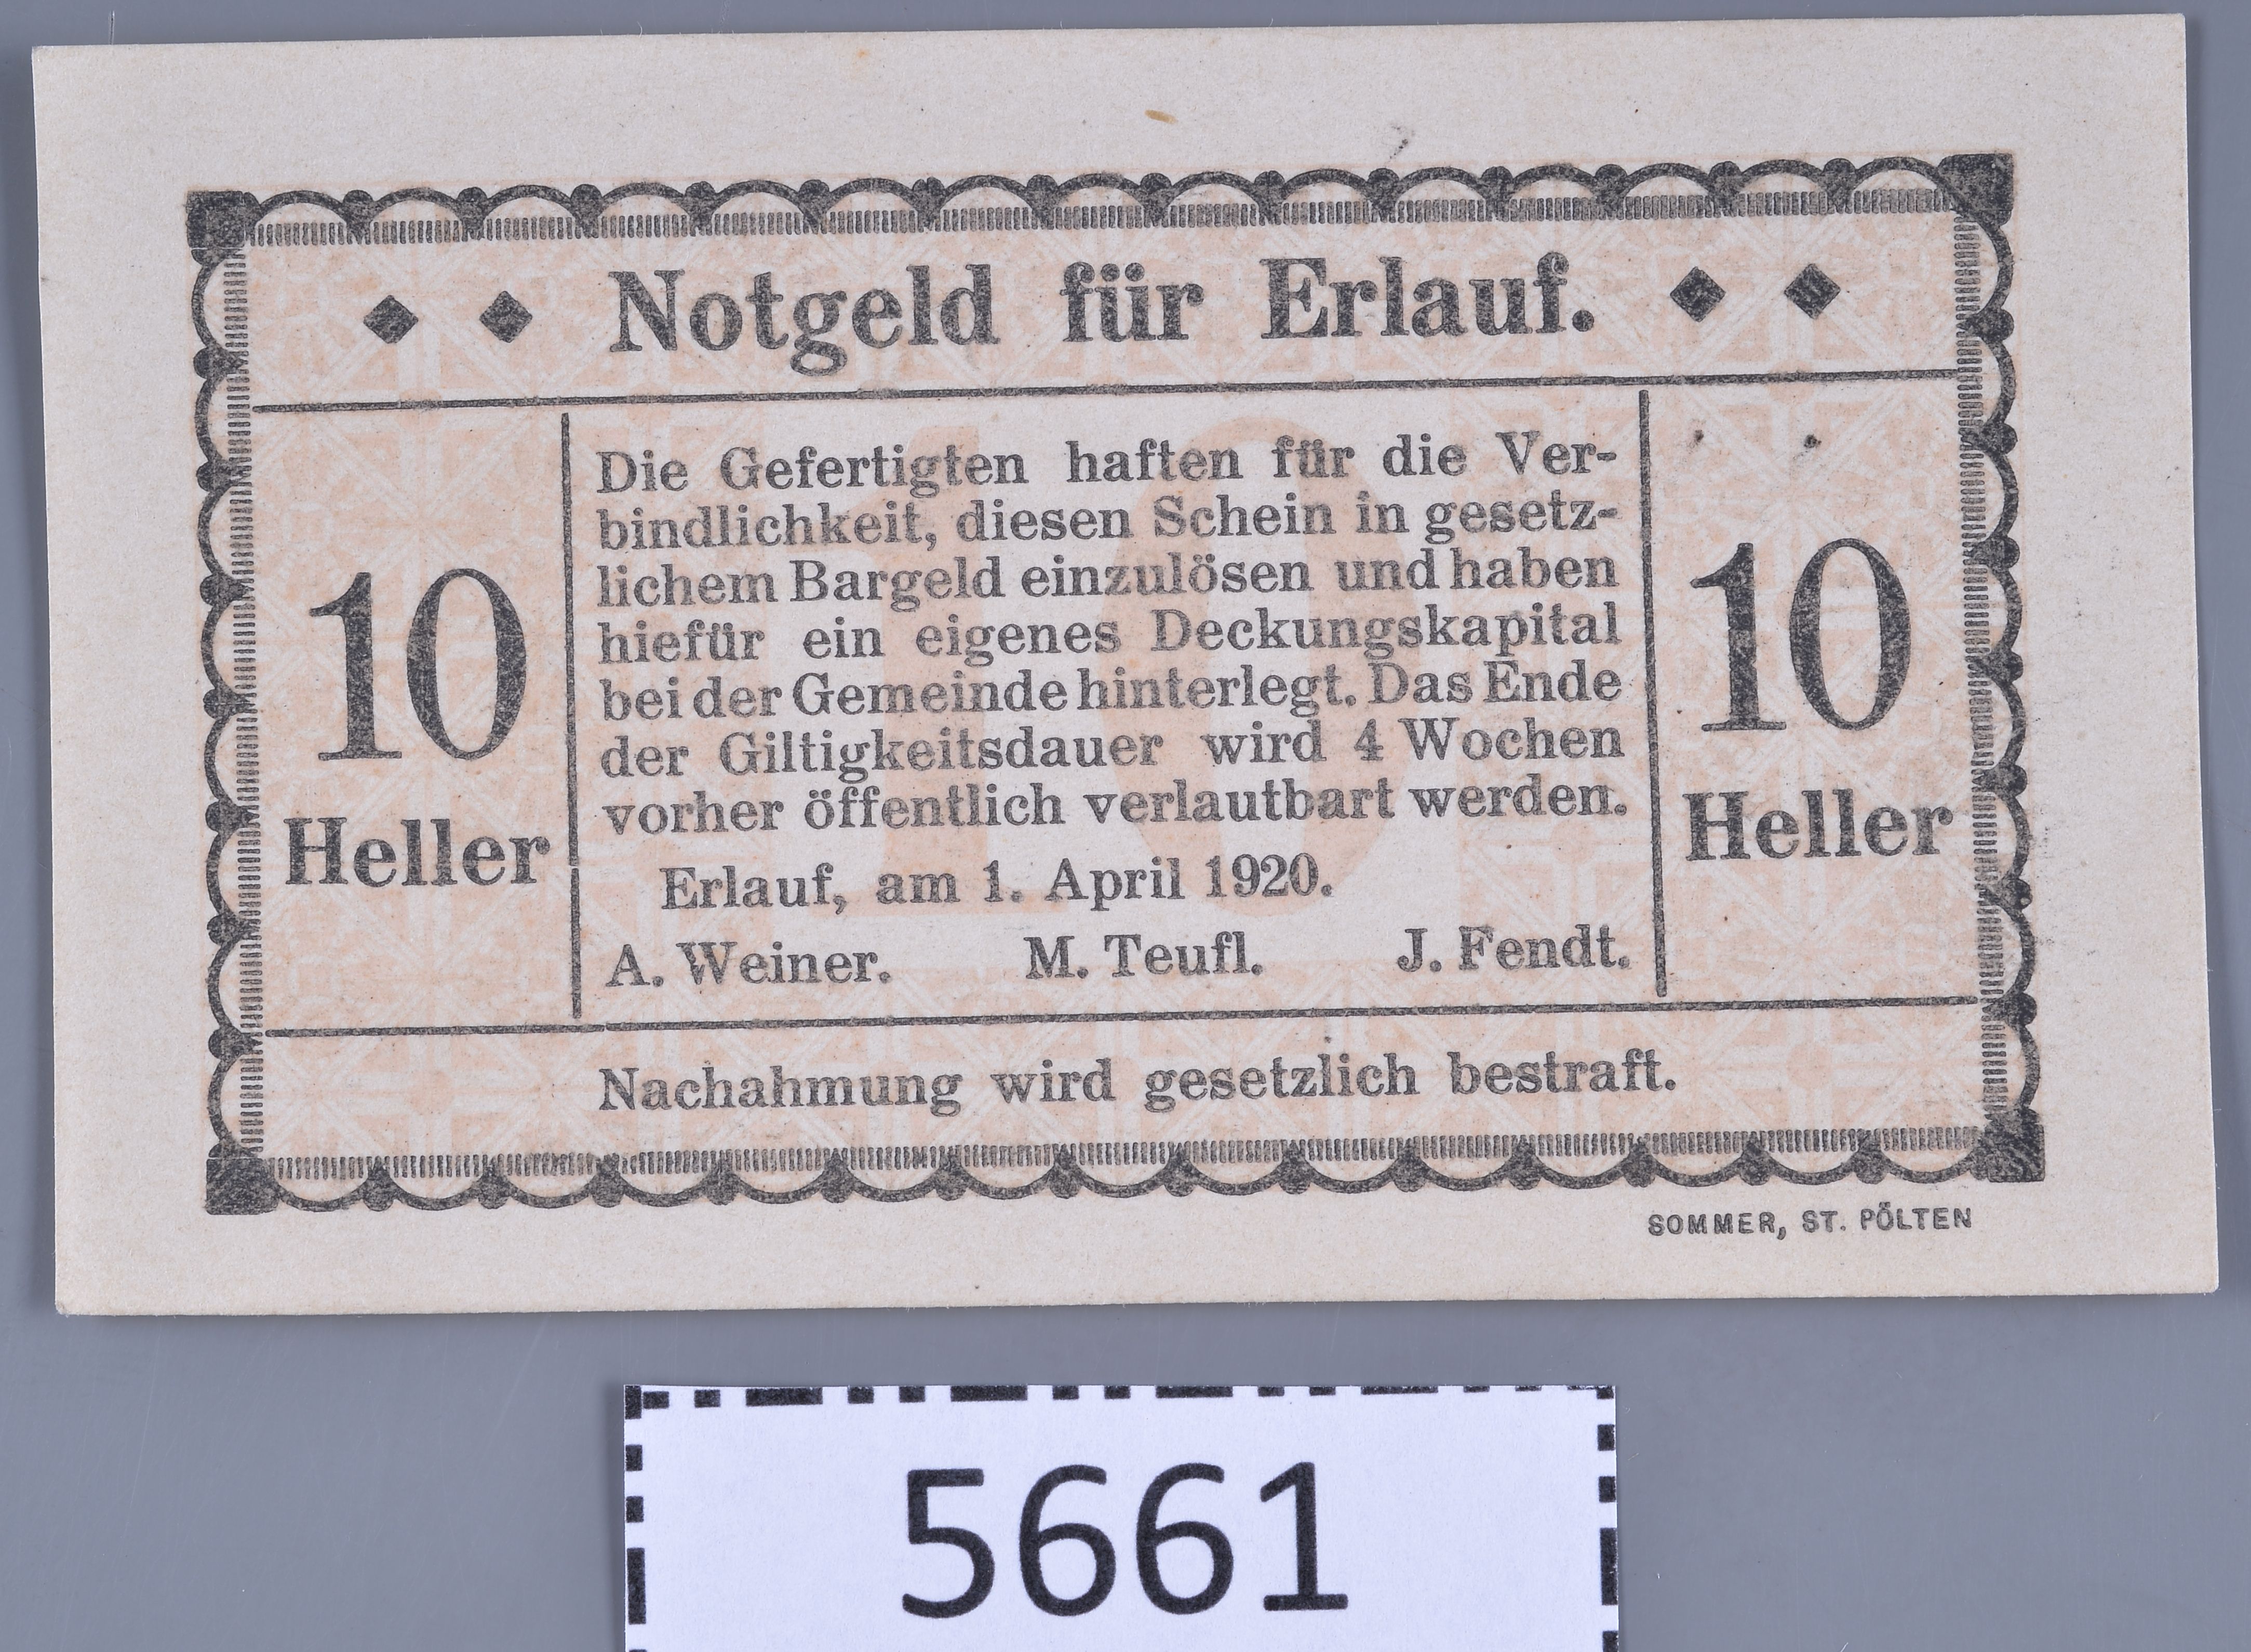 Notgeld für Erlauf.
10
Heller
Die Gefertigten haften für die Ver-
bindlichkeit, diesen Schein in gesetz-
lichem Bargeld einzulösen und haben
hiefür ein eigenes Deckungskapital
bei der Gemeinde hinterlegt. Das Ende
der Giltigkeitsdauer wird 4 Wochen
vorher öffentlich verlautbart werden.
Erlauf, am 1. April 1920.
A. Weiner. M. Teufl. J. Fendt.
10
Heller
10
Nachahmung wird gesetzlich bestraft.
SOMMER, ST. PÖLTEN
5661